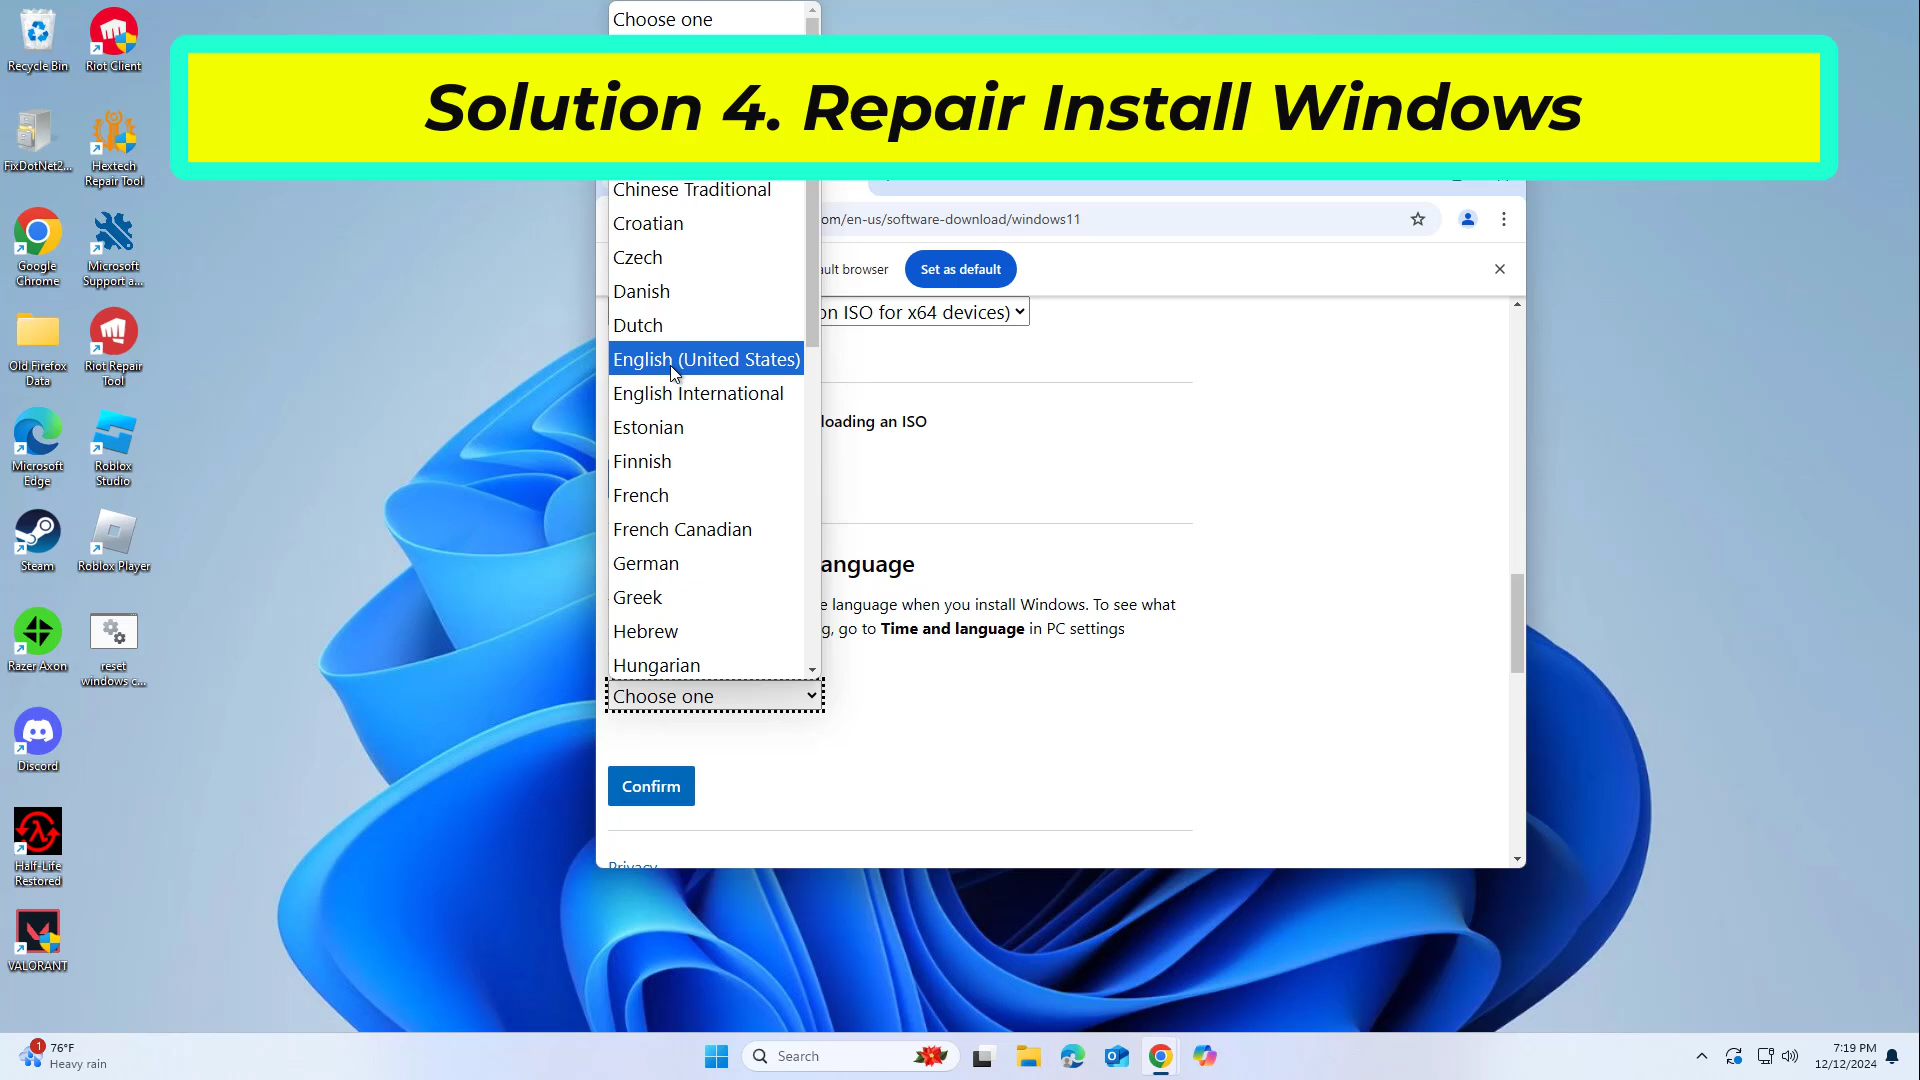 Choose one
Solution 4. Repair Install Windows
Recycle Bin
Riot Client
FixDotNet2...
Hextech
Repair Tool
Google
Chrome
Microsoft
Support a...
Old Firefox
Data
Riot Repair
Tool
Microsoft
Edge
Roblox
Studio
Steam
Roblox Player
Razer Axon
reset
windows c...
Discord
Half-Life
Restored
VALORANT
Chinese Traditional
Croatian
Czech
Danish
Dutch
English (United States)
English International
Estonian
Finnish
French
French Canadian
German
Greek
Hebrew
Hungarian
Choose one
om/en-us/software-download/windows11
ault browser
Set as default
on ISO for x64 devices)
loading an ISO
anguage
e language when you install Windows. To see what
g, go to Time and language in PC settings
Confirm
Privacy
1
76°F
Heavy rain
Search
7:19 PM
12/12/2024